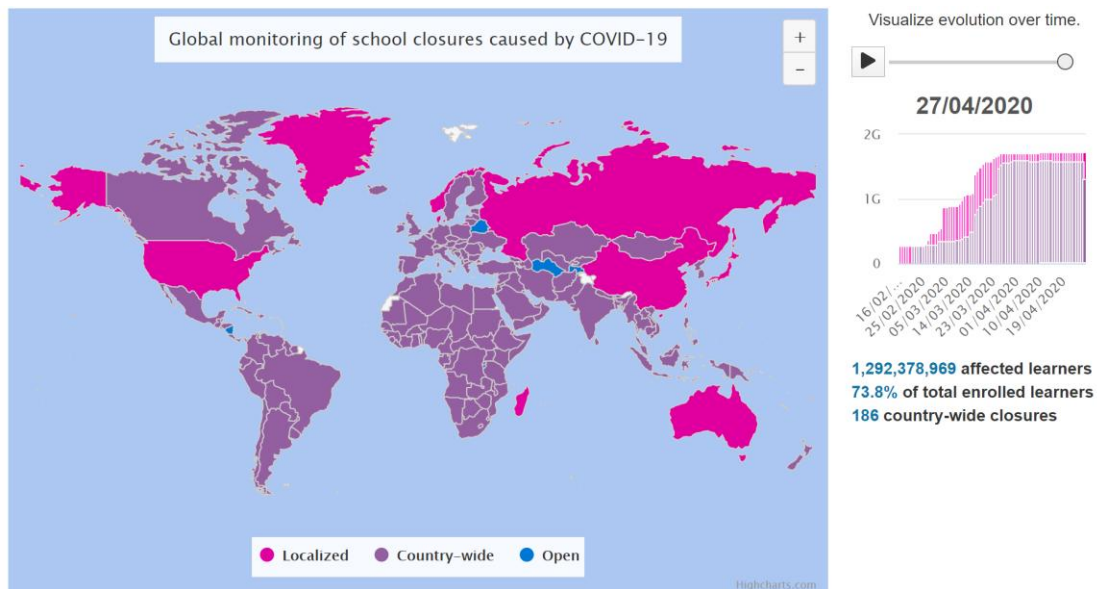 Global monitoring of school closures caused by COVID-19
+
−
Localized
Country-wide
Open
Highcharts.com
Visualize evolution over time.
27/04/2020
2G
1G
0
16/02/...
25/02/2020
05/03/2020
14/03/2020
23/03/2020
01/04/2020
10/04/2020
19/04/2020
1,292,378,969 affected learners
73.8% of total enrolled learners
186 country-wide closures